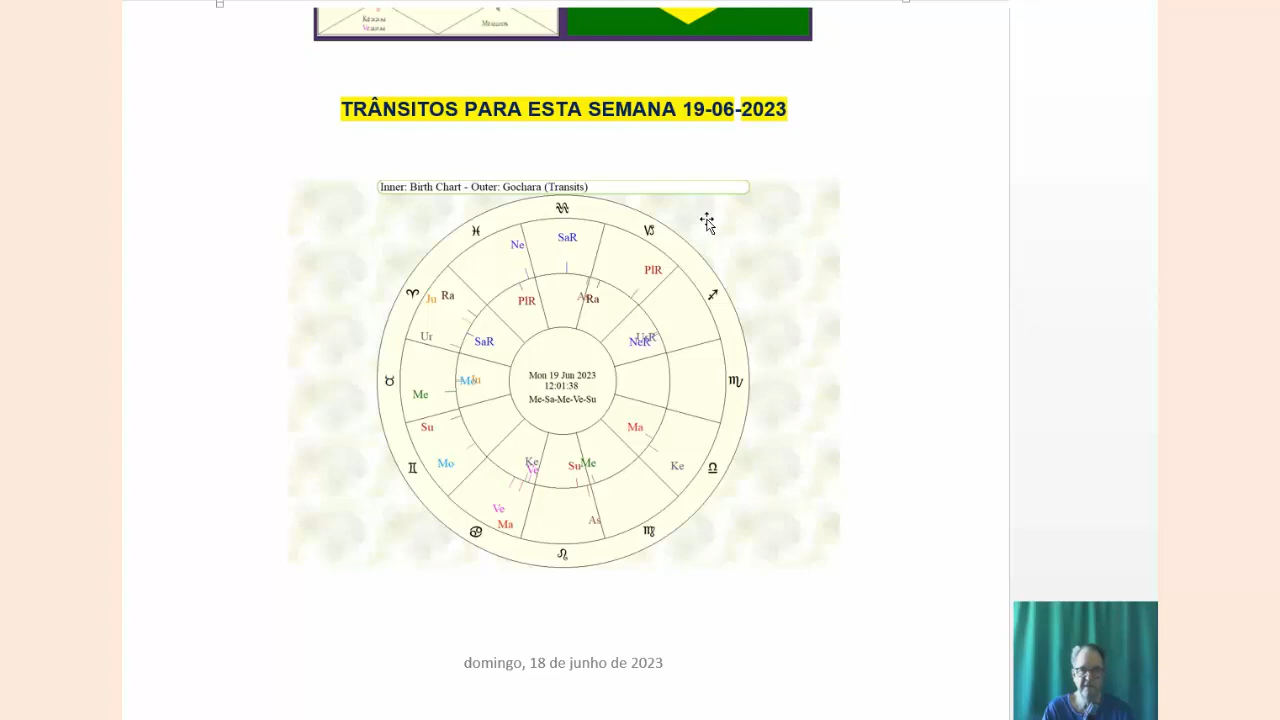 TRÂNSITOS PARA ESTA SEMANA 19-06-2023
Inner: Birth Chart - Outer: Gochara (Transits)
Ne
SaR
PlR
Ju Ra
PlR
Ra
Ur
SaR
NeR
Me
Ju
Mon 19 Jun 2023
12:01:38
Me-Sa-Me-Ve-Su
Su
Ma
Mo
Ke
Ve
Su
Me
Ke
Ve
Ma
As
domingo, 18 de junho de 2023